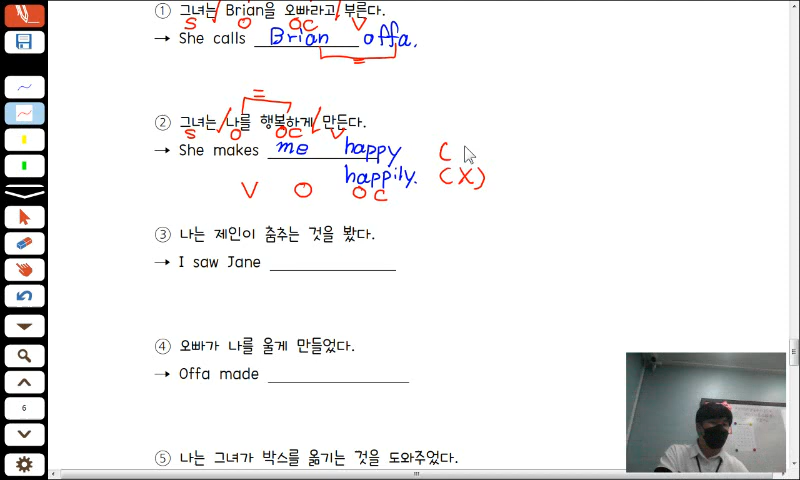 ① 그녀는 Brian을 오빠라고 부른다.
S / O OC / V
→ She calls Brian offa.
=
=
② 그녀는 / 나를 행복하게 / 만든다.
S O OC V
→ She makes me happy (
happily. (X)
V O OC
③ 나는 제인이 춤추는 것을 봤다.
→ I saw Jane
④ 오빠가 나를 울게 만들었다.
→ Offa made
⑤ 나는 그녀가 박스를 옮기는 것을 도와주었다.
6